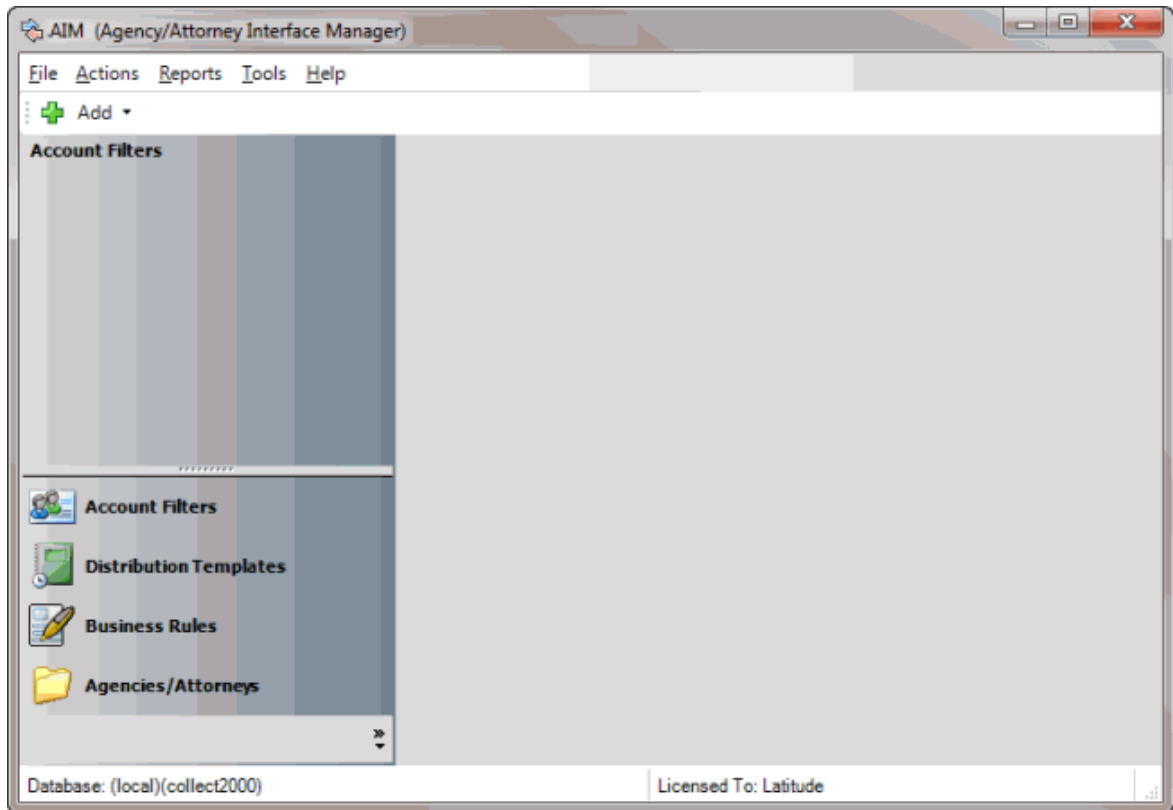 AIM (Agency/Attorney Interface Manager)
File Actions Reports Tools Help
Add
Account Filters
Account Filters
Distribution Templates
Business Rules
Agencies/Attorneys
Database: (local)(collect2000) Licensed To: Latitude